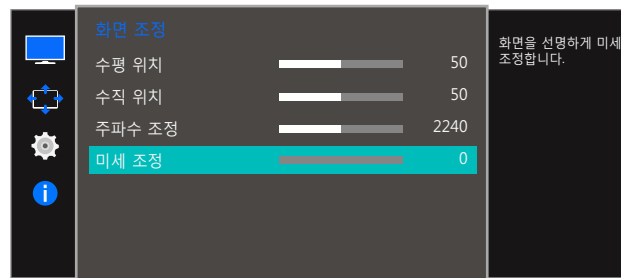 화면 조정
수평 위치 50
수직 위치 50
주파수 조정 2240
미세 조정 0
화면을 선명하게 미세
조정합니다.